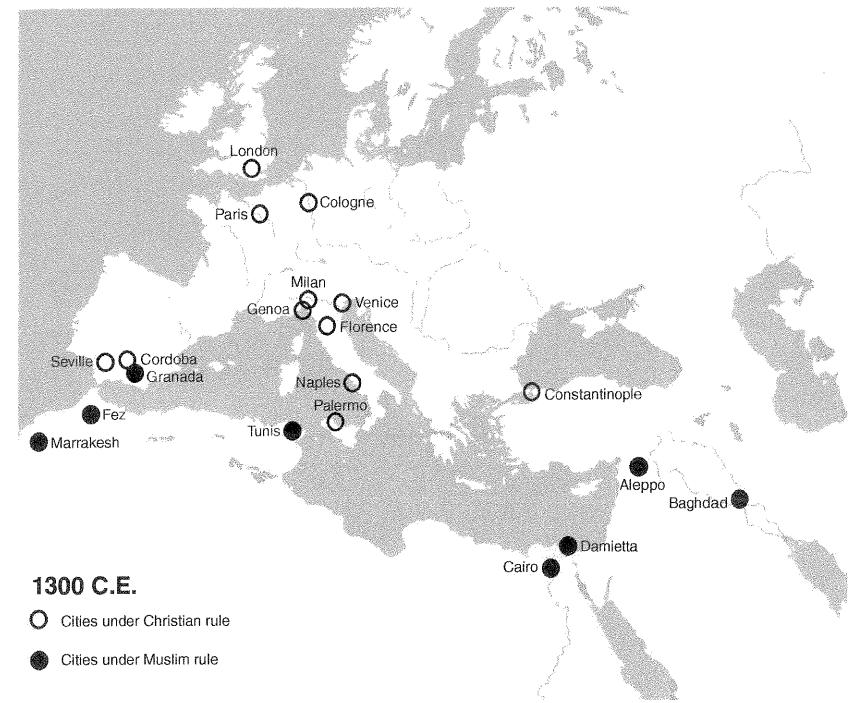 London
Cologne
Paris
Milan
Genoa
Venice
Florence
Seville
Cordoba
Granada
Naples
Constantinople
Palermo
Fez
Tunis
Marrakesh
Aleppo
Baghdad
Damietta
Cairo
1300 C.E.
Cities under Christian rule
Cities under Muslim rule